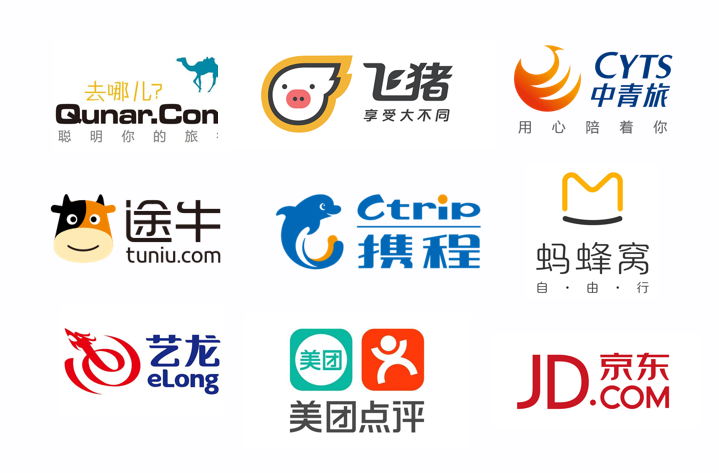 去哪儿?
Qunar.Com
聪明你的旅
飞猪
享受大不同
CYTS
中青旅
用心陪着你
途牛
tuniu.com
Ctrip
携程
蚂蜂窝
自·由·行
艺龙
eLong
美团
美团点评
JD.COM
京东